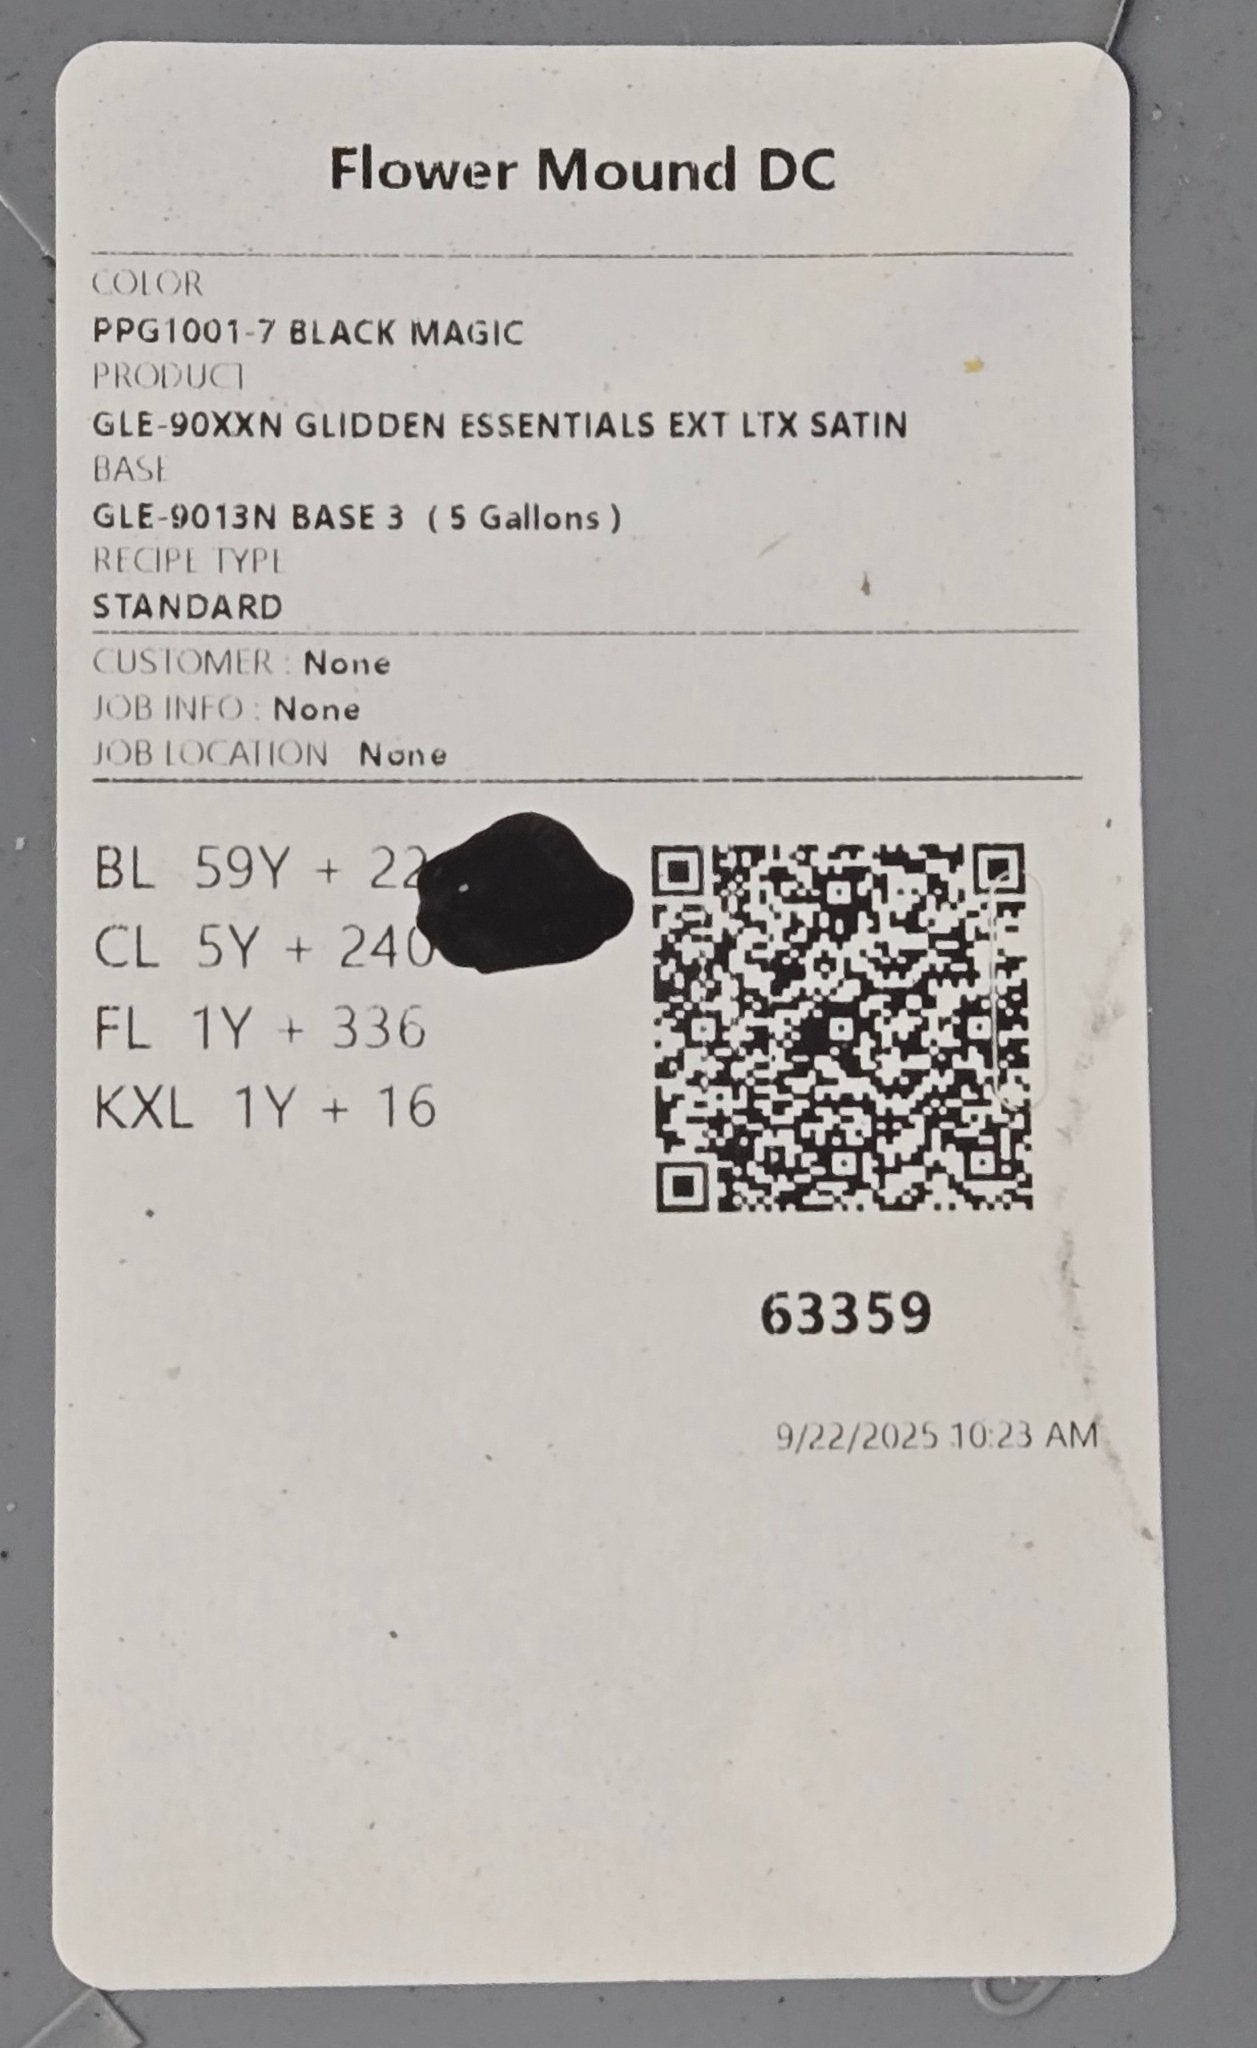 Flower Mound DC
COLOR
PPG1001-7 BLACK MAGIC
PRODUCT
GLE-90XXN GLIDDEN ESSENTIALS EXT LTX SATIN
BASE
GLE-9013N BASE 3 ( 5 Gallons )
RECIPE TYPE
STANDARD
CUSTOMER : None
JOB INFO : None
JOB LOCATION None
BL 59Y +
CL 5Y + 240
FL 1Y + 336
KXL 1Y + 16
63359
9/22/2025 10:23 AM